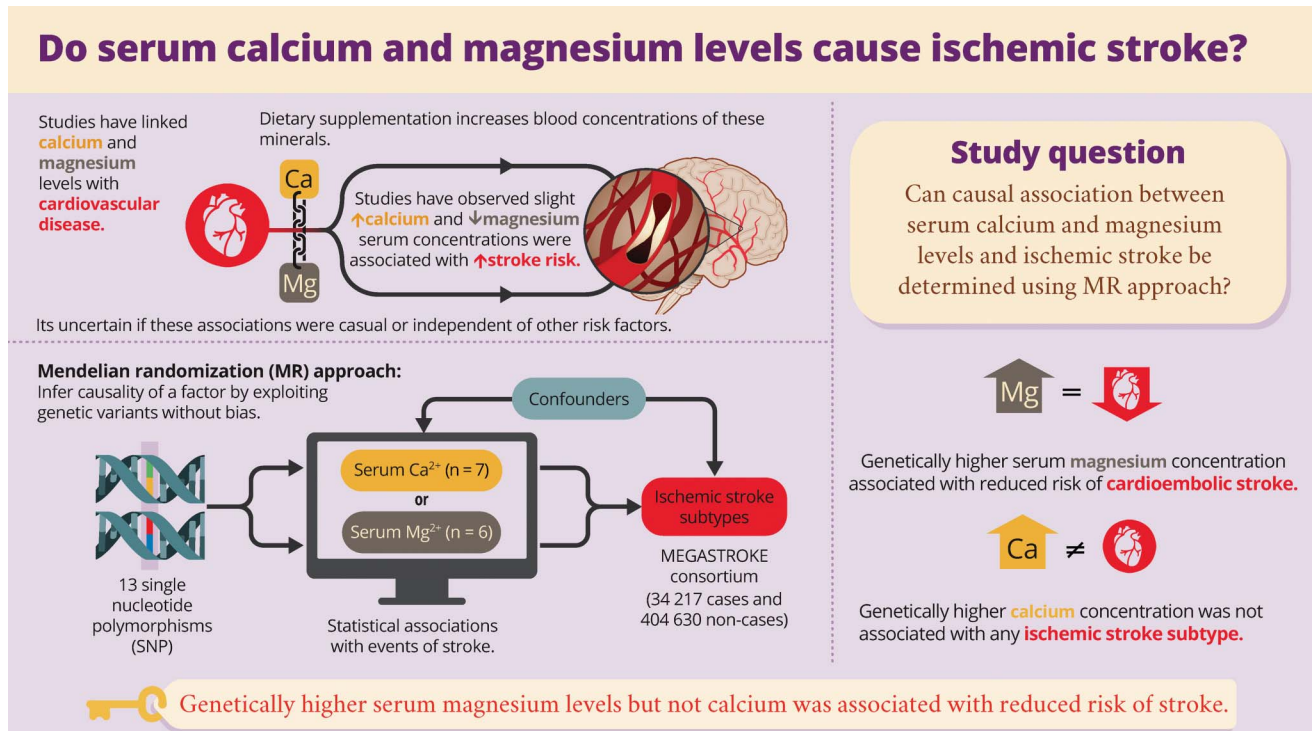 Do serum calcium and magnesium levels cause ischemic stroke?
Studies have linked
calcium and
magnesium
levels with
cardiovascular
disease.
Dietary supplementation increases blood concentrations of these
minerals.
Ca
Mg
Studies have observed slight
↑calcium and ↓magnesium
serum concentrations were
associated with ↑stroke risk.
Its uncertain if these associations were casual or independent of other risk factors.
Mendelian randomization (MR) approach:
Infer causality of a factor by exploiting
genetic variants without bias.
13 single
nucleotide
polymorphisms
(SNP)
Confounders
Serum Ca²⁺ (n = 7)
or
Serum Mg²⁺ (n = 6)
Statistical associations
with events of stroke.
Ischemic stroke
subtypes
MEGASTROKE
consortium
(34 217 cases and
404 630 non-cases)
Study question
Can causal association between
serum calcium and magnesium
levels and ischemic stroke be
determined using MR approach?
Mg =
Genetically higher serum magnesium concentration
associated with reduced risk of cardioembolic stroke.
Ca ≠
Genetically higher calcium concentration was not
associated with any ischemic stroke subtype.
Genetically higher serum magnesium levels but not calcium was associated with reduced risk of stroke.